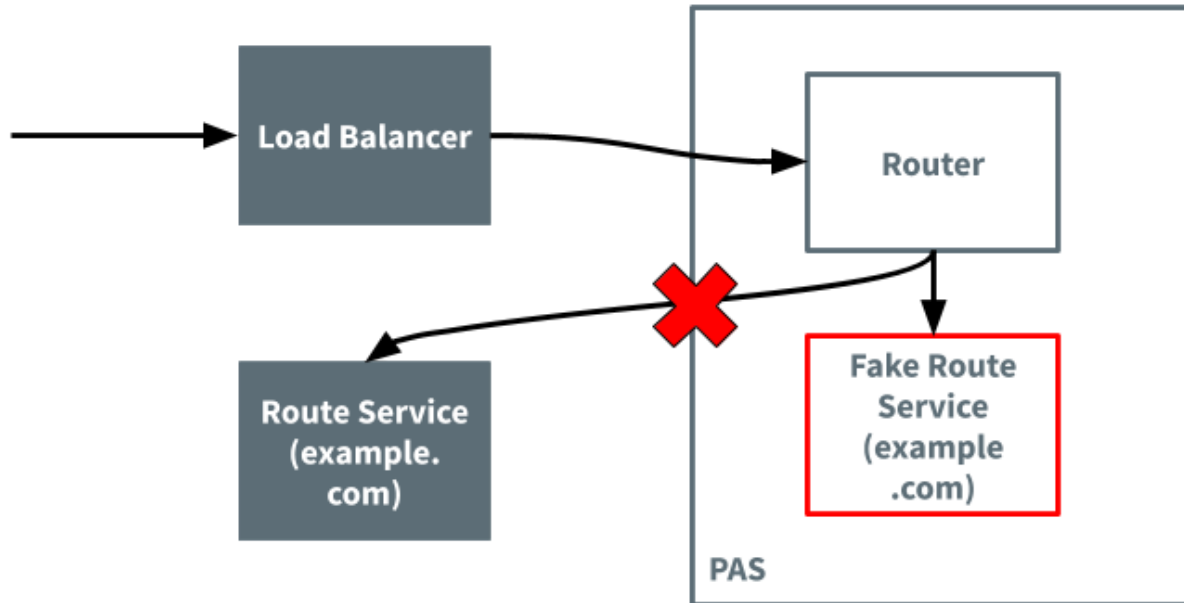 Load Balancer
Router
Route Service
(example.
com)
Fake Route
Service
(example
.com)
PAS